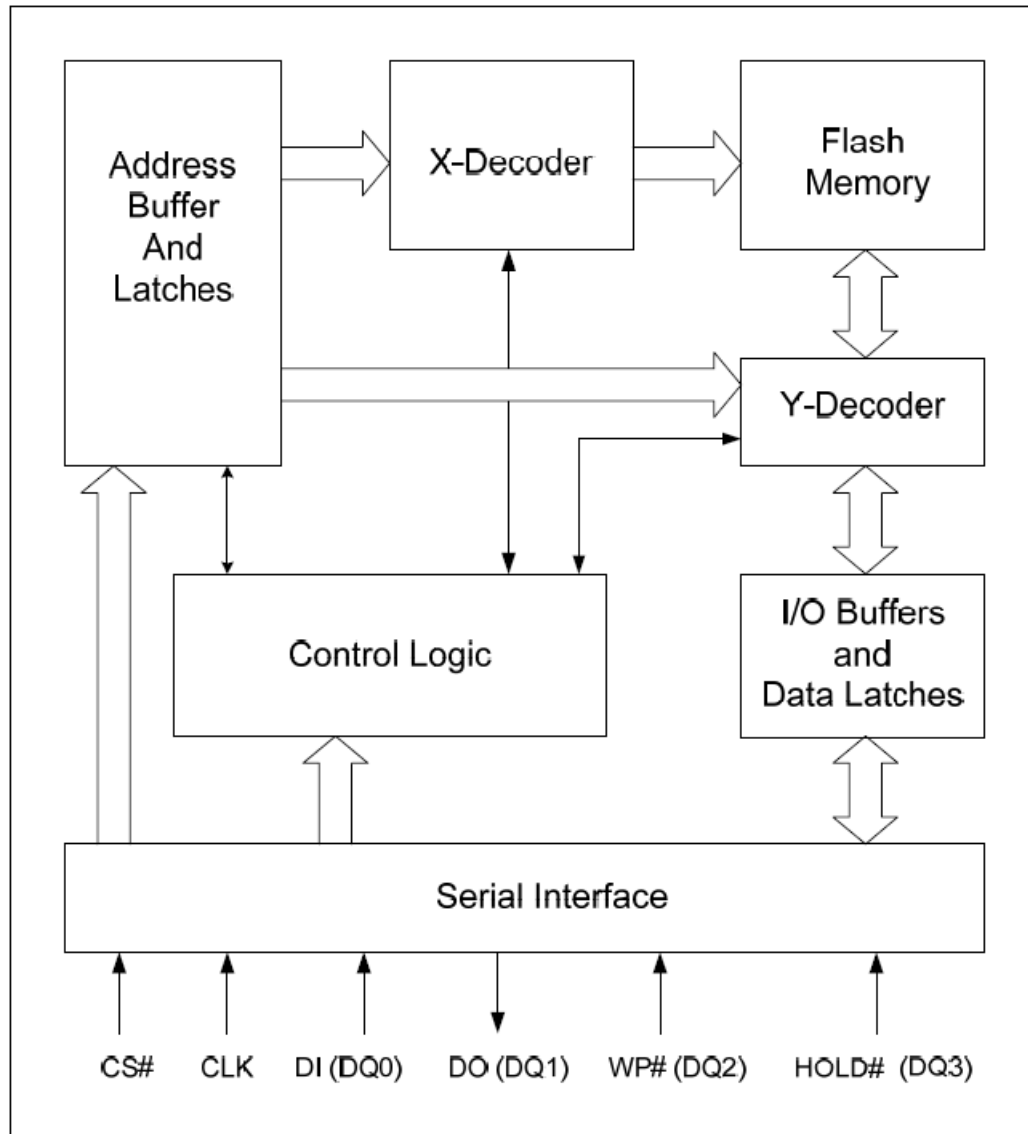 Address
Buffer
And
Latches
X-Decoder
Flash
Memory
Y-Decoder
Control Logic
I/O Buffers
and
Data Latches
Serial Interface
CS#
CLK
DI (DQ0)
DO (DQ1)
WP# (DQ2)
HOLD# (DQ3)